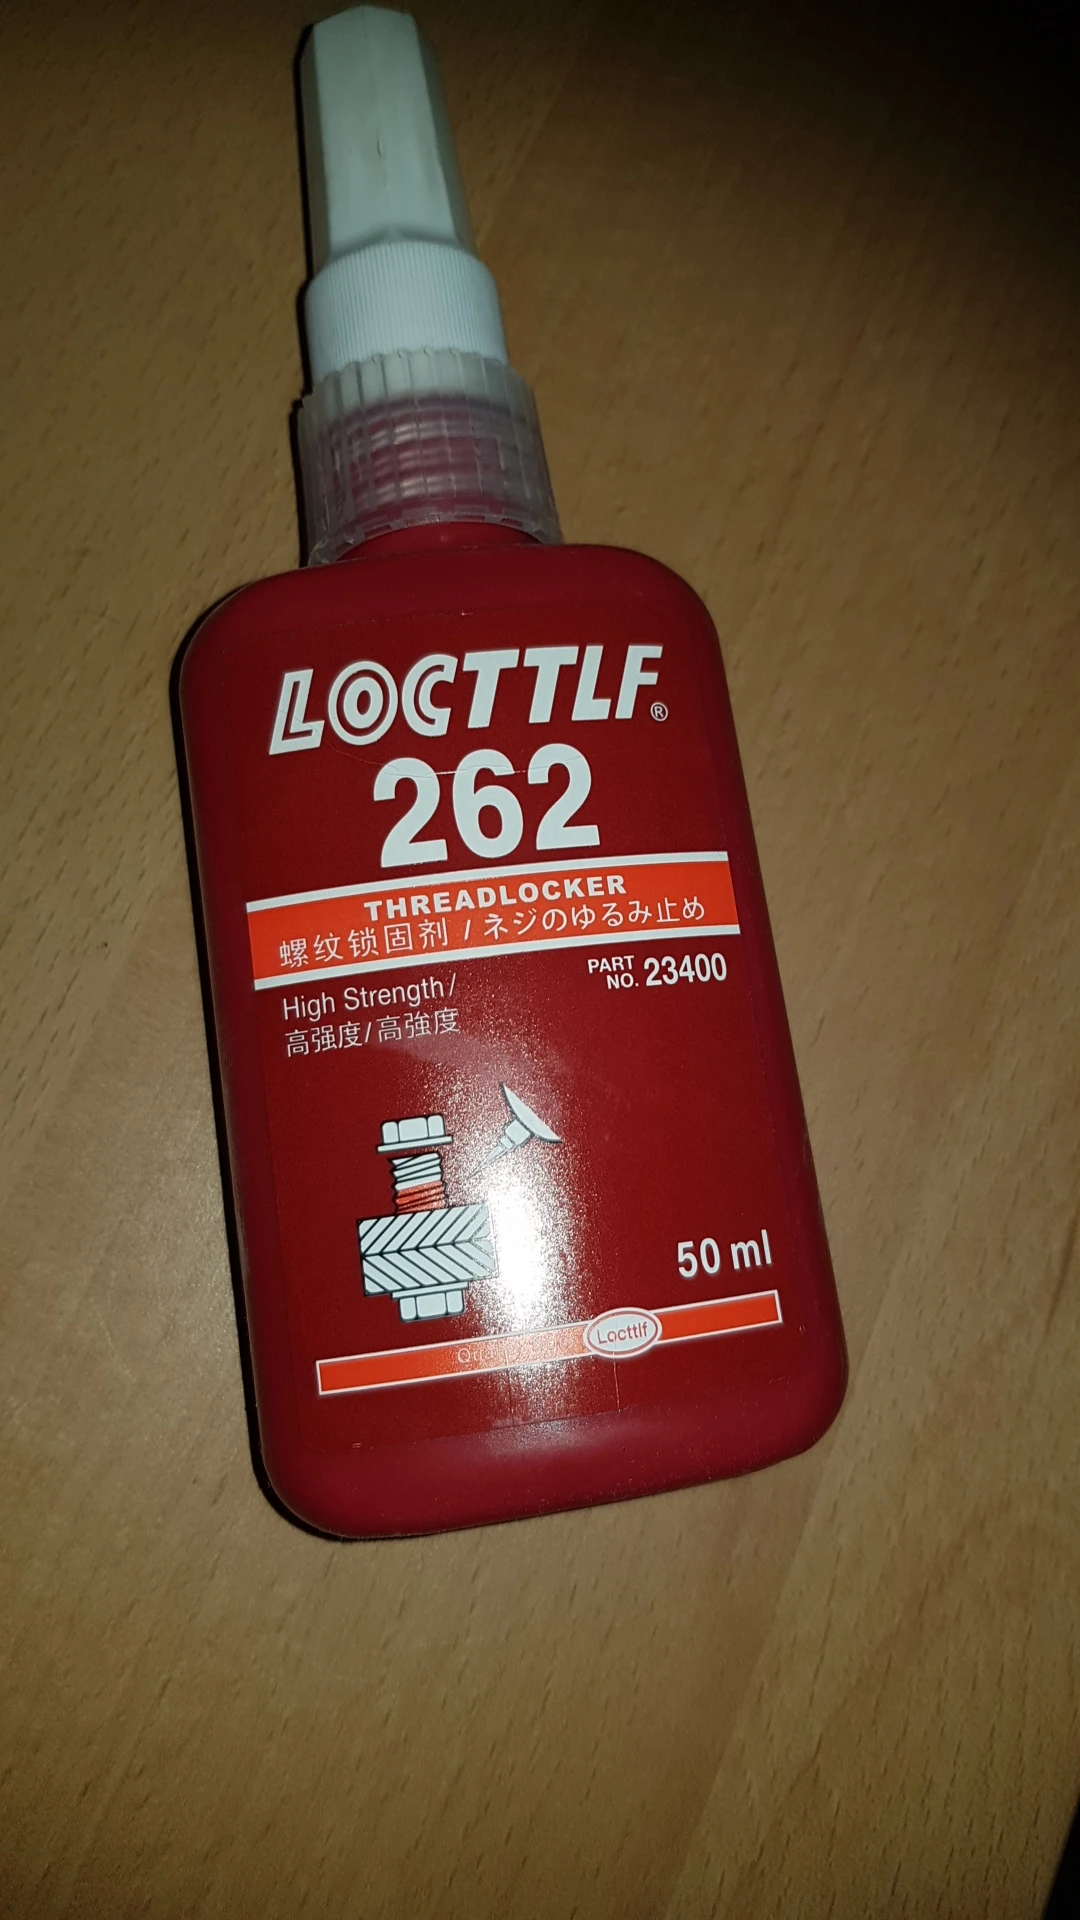 LOCTTLF®
262
THREADLOCKER
螺纹锁固剂 / ネジのゆるみ止め
High Strength /
高强度/高強度
PART NO. 23400
50 ml
Locttlf